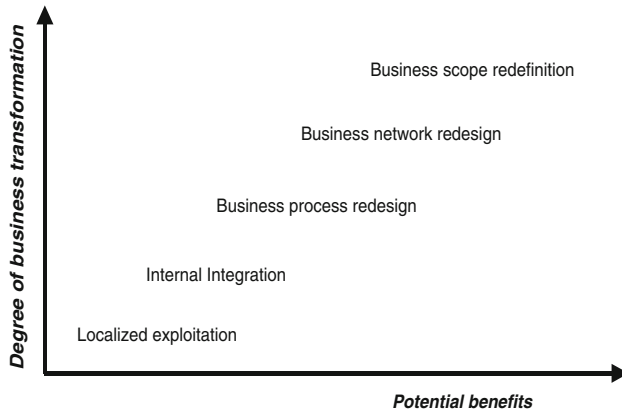 Degree of business transformation
Business scope redefinition
Business network redesign
Business process redesign
Internal Integration
Localized exploitation
Potential benefits